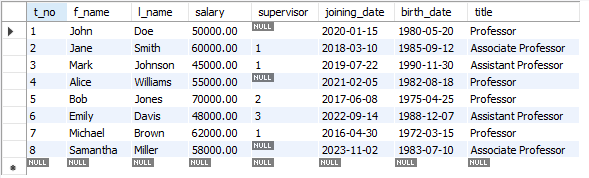 t_no f_name l_name salary supervisor joining_date birth_date title
1 John Doe 50000.00 NULL 2020-01-15 1980-05-20 Professor
2 Jane Smith 60000.00 1 2018-03-10 1985-09-12 Associate Professor
3 Mark Johnson 45000.00 1 2019-07-22 1990-11-30 Assistant Professor
4 Alice Williams 55000.00 NULL 2021-02-05 1982-08-18 Professor
5 Bob Jones 70000.00 2 2017-06-08 1975-04-25 Professor
6 Emily Davis 48000.00 3 2022-09-14 1988-12-07 Assistant Professor
7 Michael Brown 62000.00 1 2016-04-30 1972-03-15 Professor
8 Samantha Miller 58000.00 NULL 2023-11-02 1983-07-10 Associate Professor
NULL NULL NULL NULL NULL NULL NULL NULL